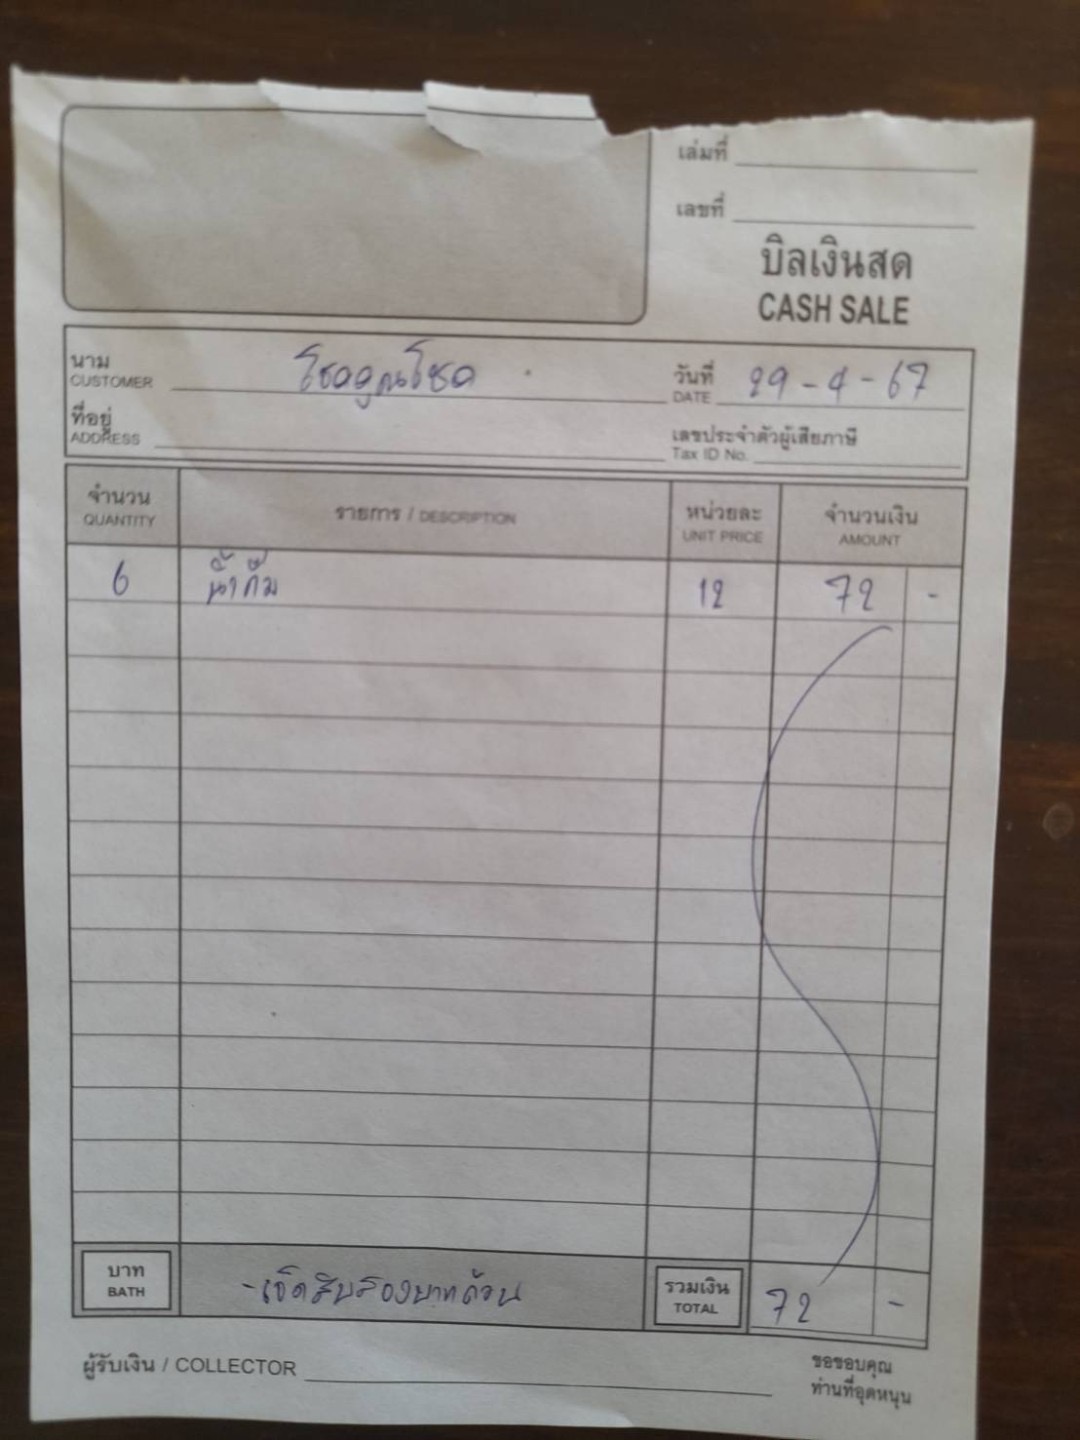 เล่มที่
เลขที่
บิลเงินสด
CASH SALE
นาม โชคคูณโชค
CUSTOMER
วันที่ 29-4-67
DATE
ที่อยู่
ADDRESS
เลขประจำตัวผู้เสียภาษี
Tax ID No.
จำนวน รายการ / DESCRIPTION หน่วยละ จำนวนเงิน
QUANTITY UNIT PRICE AMOUNT
6 น้ำดื่ม 12 72 -
บาท -เจ็ดสิบสองบาทถ้วน รวมเงิน 72 -
BATH TOTAL
ผู้รับเงิน / COLLECTOR
ขอขอบคุณ
ท่านที่อุดหนุน